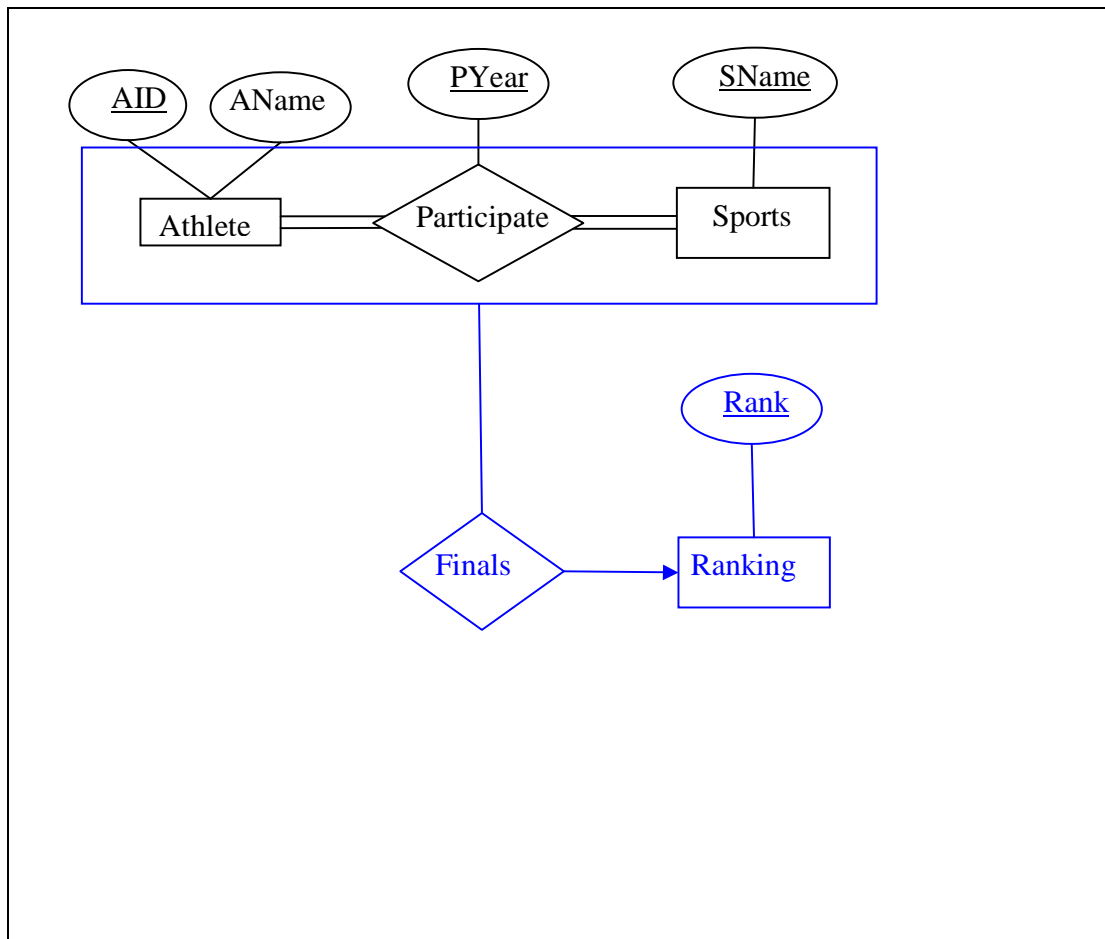 AID
AName
PYear
SName
Athlete
Participate
Sports
Rank
Finals
Ranking